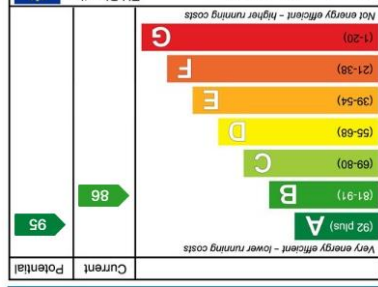 Current Potential
Very energy efficient – lower running costs
(92 plus) A
(81-91) B
86
95
(69-80) C
(55-68) D
(39-54) E
(21-38) F
(1-20) G
Not energy efficient – higher running costs